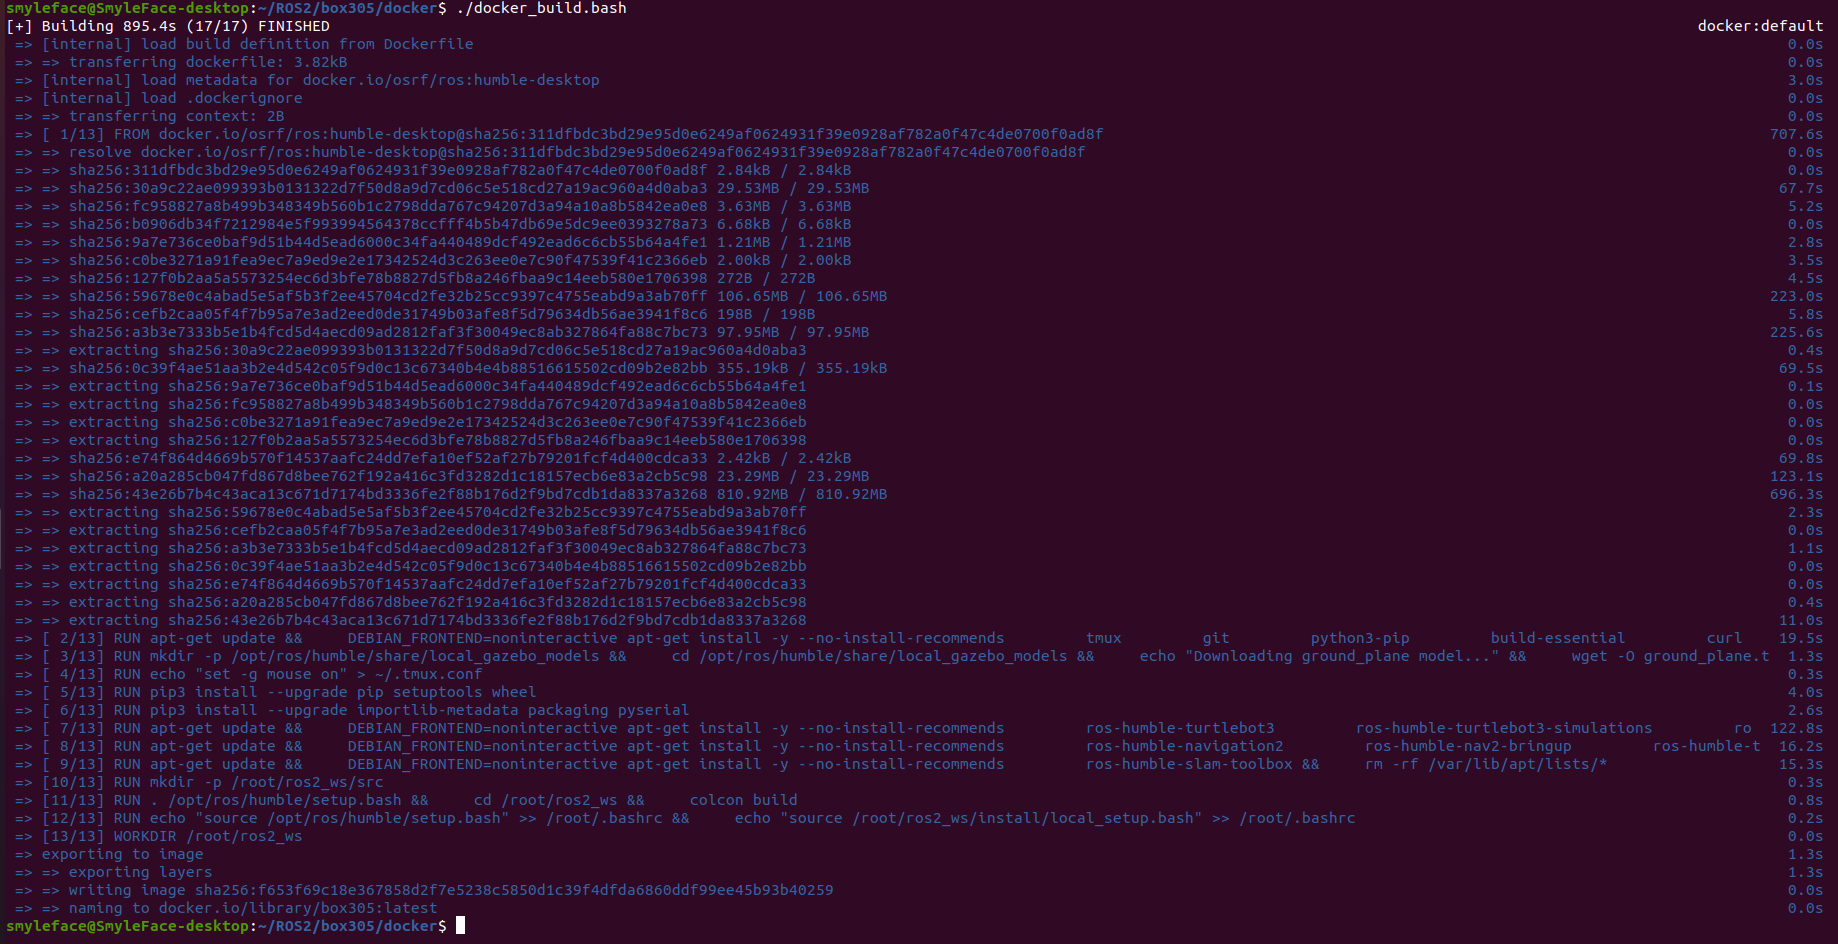 smyleface@SmyleFace-desktop:~/ROS2/box305/docker$ ./docker_build.bash
[+] Building 895.4s (17/17) FINISHED docker:default
=> [internal] load build definition from Dockerfile 0.0s
=> => transferring dockerfile: 3.82kB 0.0s
=> [internal] load metadata for docker.io/osrf/ros:humble-desktop 3.0s
=> [internal] load .dockerignore 0.0s
=> => transferring context: 2B 0.0s
=> [ 1/13] FROM docker.io/osrf/ros:humble-desktop@sha256:311dfbdc3bd29e95d0e6249af0624931f39e0928af782a0f47c4de0700f0ad8f 707.6s
=> => resolve docker.io/osrf/ros:humble-desktop@sha256:311dfbdc3bd29e95d0e6249af0624931f39e0928af782a0f47c4de0700f0ad8f 0.0s
=> => sha256:311dfbdc3bd29e95d0e6249af0624931f39e0928af782a0f47c4de0700f0ad8f 2.84kB / 2.84kB 0.0s
=> => sha256:30a9c22ae099393b0131322d7f50d8a9d7cd06c5e518cd27a19ac960a4d0aba3 29.53MB / 29.53MB 67.7s
=> => sha256:fc958827a8b499b348349b560b1c2798dda767c94207d3a94a10a8b5842ea0e8 3.63MB / 3.63MB 5.2s
=> => sha256:b0906db34f7212984e5f993994564378ccfff4b5b47db69e5dc9ee0393278a73 6.68kB / 6.68kB 0.0s
=> => sha256:9a7e736ce0baf9d51b44d5ead6000c34fa440489dcf492ead6c6cb55b64a4fe1 1.21MB / 1.21MB 2.8s
=> => sha256:c0be3271a91fea9ec7a9ed9e2e17342524d3c263ee0e7c90f47539f41c2366eb 2.00kB / 2.00kB 3.5s
=> => sha256:127f0b2aa5a5573254ec6d3bfe78b8827d5fb8a246fbaa9c14eeb580e1706398 272B / 272B 4.5s
=> => sha256:59678e0c4abad5e5af5b3f2ee45704cd2fe32b25cc9397c4755eabd9a3ab70ff 106.65MB / 106.65MB 223.0s
=> => sha256:cefb2caa05f4f7b95a7e3ad2eed0de31749b03afe8f5d79634db56ae3941f8c6 198B / 198B 5.8s
=> => sha256:a3b3e7333b5e1b4fcd5d4aecd09ad2812faf3f30049ec8ab327864fa88c7bc73 97.95MB / 97.95MB 225.6s
=> => extracting sha256:30a9c22ae099393b0131322d7f50d8a9d7cd06c5e518cd27a19ac960a4d0aba3 0.4s
=> => sha256:0c39f4ae51aa3b2e4d542c05f9d0c13c67340b4e4b88516615502cd09b2e82bb 355.19kB / 355.19kB 69.5s
=> => extracting sha256:9a7e736ce0baf9d51b44d5ead6000c34fa440489dcf492ead6c6cb55b64a4fe1 0.1s
=> => extracting sha256:fc958827a8b499b348349b560b1c2798dda767c94207d3a94a10a8b5842ea0e8 0.0s
=> => extracting sha256:c0be3271a91fea9ec7a9ed9e2e17342524d3c263ee0e7c90f47539f41c2366eb 0.0s
=> => extracting sha256:127f0b2aa5a5573254ec6d3bfe78b8827d5fb8a246fbaa9c14eeb580e1706398 0.0s
=> => sha256:e74f864d4669b570f14537aafc24dd7efa10ef52af27b79201fcf4d400cdca33 2.42kB / 2.42kB 69.8s
=> => sha256:a20a285cb047fd867d8bee762f192a416c3fd3282d1c18157ecb6e83a2cb5c98 23.29MB / 23.29MB 123.1s
=> => sha256:43e26b7b4c43aca13c671d7174bd3336fe2f88b176d2f9bd7cdb1da8337a3268 810.92MB / 810.92MB 696.3s
=> => extracting sha256:59678e0c4abad5e5af5b3f2ee45704cd2fe32b25cc9397c4755eabd9a3ab70ff 2.3s
=> => extracting sha256:cefb2caa05f4f7b95a7e3ad2eed0de31749b03afe8f5d79634db56ae3941f8c6 0.0s
=> => extracting sha256:a3b3e7333b5e1b4fcd5d4aecd09ad2812faf3f30049ec8ab327864fa88c7bc73 1.1s
=> => extracting sha256:0c39f4ae51aa3b2e4d542c05f9d0c13c67340b4e4b88516615502cd09b2e82bb 0.0s
=> => extracting sha256:e74f864d4669b570f14537aafc24dd7efa10ef52af27b79201fcf4d400cdca33 0.0s
=> => extracting sha256:a20a285cb047fd867d8bee762f192a416c3fd3282d1c18157ecb6e83a2cb5c98 0.4s
=> => extracting sha256:43e26b7b4c43aca13c671d7174bd3336fe2f88b176d2f9bd7cdb1da8337a3268 11.0s
=> [ 2/13] RUN apt-get update &&     DEBIAN_FRONTEND=noninteractive apt-get install -y --no-install-recommends         tmux         git         python3-pip         build-essential         curl 19.5s
=> [ 3/13] RUN mkdir -p /opt/ros/humble/share/local_gazebo_models &&     cd /opt/ros/humble/share/local_gazebo_models &&     echo "Downloading ground_plane model..." &&     wget -O ground_plane.t 1.3s
=> [ 4/13] RUN echo "set -g mouse on" > ~/.tmux.conf 0.3s
=> [ 5/13] RUN pip3 install --upgrade pip setuptools wheel 4.0s
=> [ 6/13] RUN pip3 install --upgrade importlib-metadata packaging pyserial 2.6s
=> [ 7/13] RUN apt-get update &&     DEBIAN_FRONTEND=noninteractive apt-get install -y --no-install-recommends         ros-humble-turtlebot3         ros-humble-turtlebot3-simulations         ro 122.8s
=> [ 8/13] RUN apt-get update &&     DEBIAN_FRONTEND=noninteractive apt-get install -y --no-install-recommends         ros-humble-navigation2         ros-humble-nav2-bringup         ros-humble-t 16.2s
=> [ 9/13] RUN apt-get update &&     DEBIAN_FRONTEND=noninteractive apt-get install -y --no-install-recommends         ros-humble-slam-toolbox &&     rm -rf /var/lib/apt/lists/* 15.3s
=> [10/13] RUN mkdir -p /root/ros2_ws/src 0.3s
=> [11/13] RUN . /opt/ros/humble/setup.bash &&     cd /root/ros2_ws &&     colcon build 0.8s
=> [12/13] RUN echo "source /opt/ros/humble/setup.bash" >> /root/.bashrc &&     echo "source /root/ros2_ws/install/local_setup.bash" >> /root/.bashrc 0.2s
=> [13/13] WORKDIR /root/ros2_ws 0.0s
=> exporting to image 1.3s
=> => exporting layers 1.3s
=> => writing image sha256:f653f69c18e367858d2f7e5238c5850d1c39f4dfda6860ddf99ee45b93b40259 0.0s
=> => naming to docker.io/library/box305:latest 0.0s
smyleface@SmyleFace-desktop:~/ROS2/box305/docker$